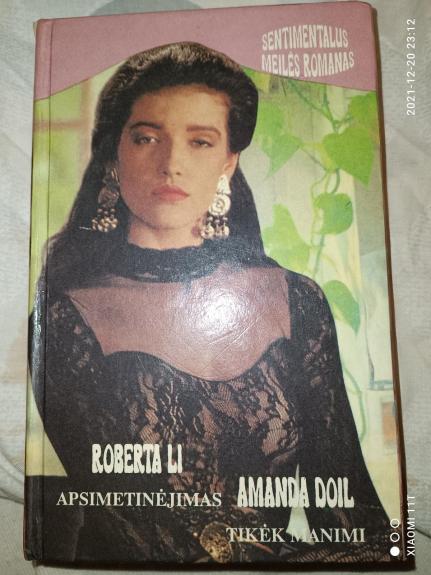 SENTIMENTALUS
MEILĖS ROMANAS
2021-12-20 23:12
ROBERTA LI
APSIMETINĖJIMAS
AMANDA DOIL
TIKĖK MANIMI
XIAOMI 11T